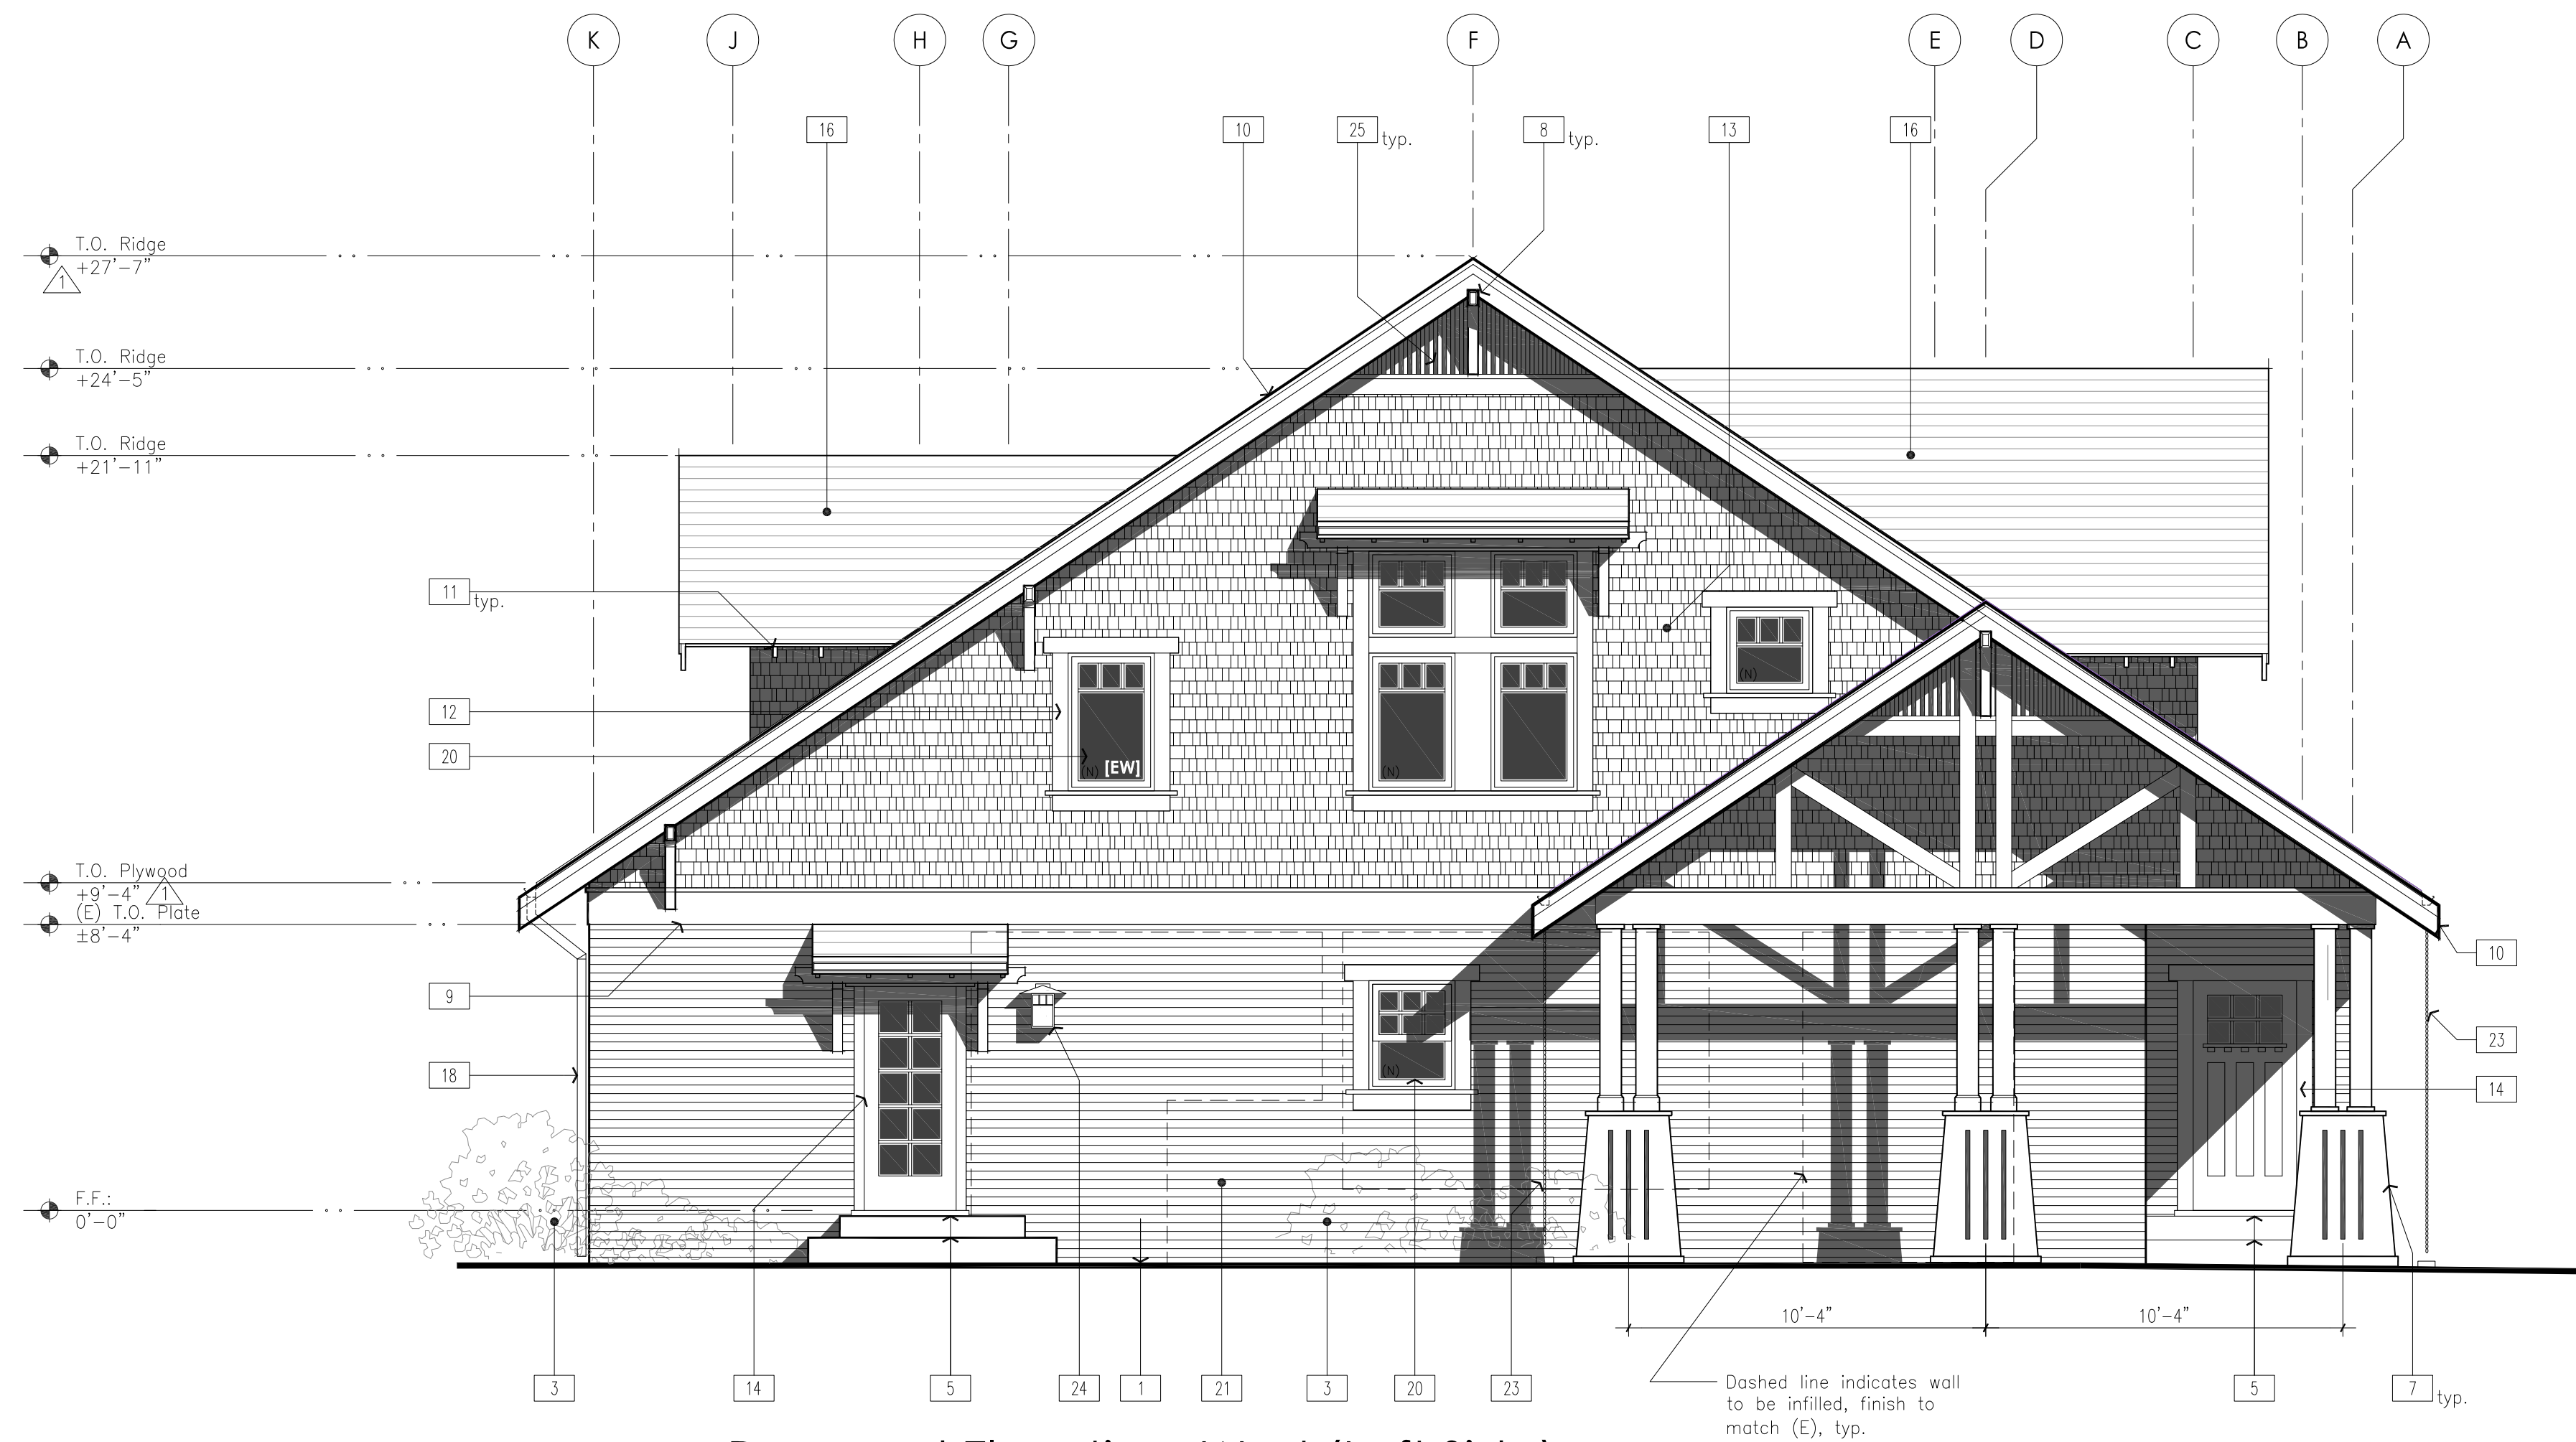 K J H G F E D C B A
16 10 25 typ. 8 typ. 13 16
T.O. Ridge
+27'-7"
1
T.O. Ridge
+24'-5"
T.O. Ridge
+21'-11"
11 typ.
12
20
(N) [EW]
(N)
(N)
T.O. Plywood
+9'-4" 1
(E) T.O. Plate
±8'-4"
10
9
23
18
(N)
14
F.F.:
0'-0"
10'-4" 10'-4"
3 14 5 24 1 21 3 20 23 5 7 typ.
Dashed line indicates wall
to be infilled, finish to
match (E), typ.